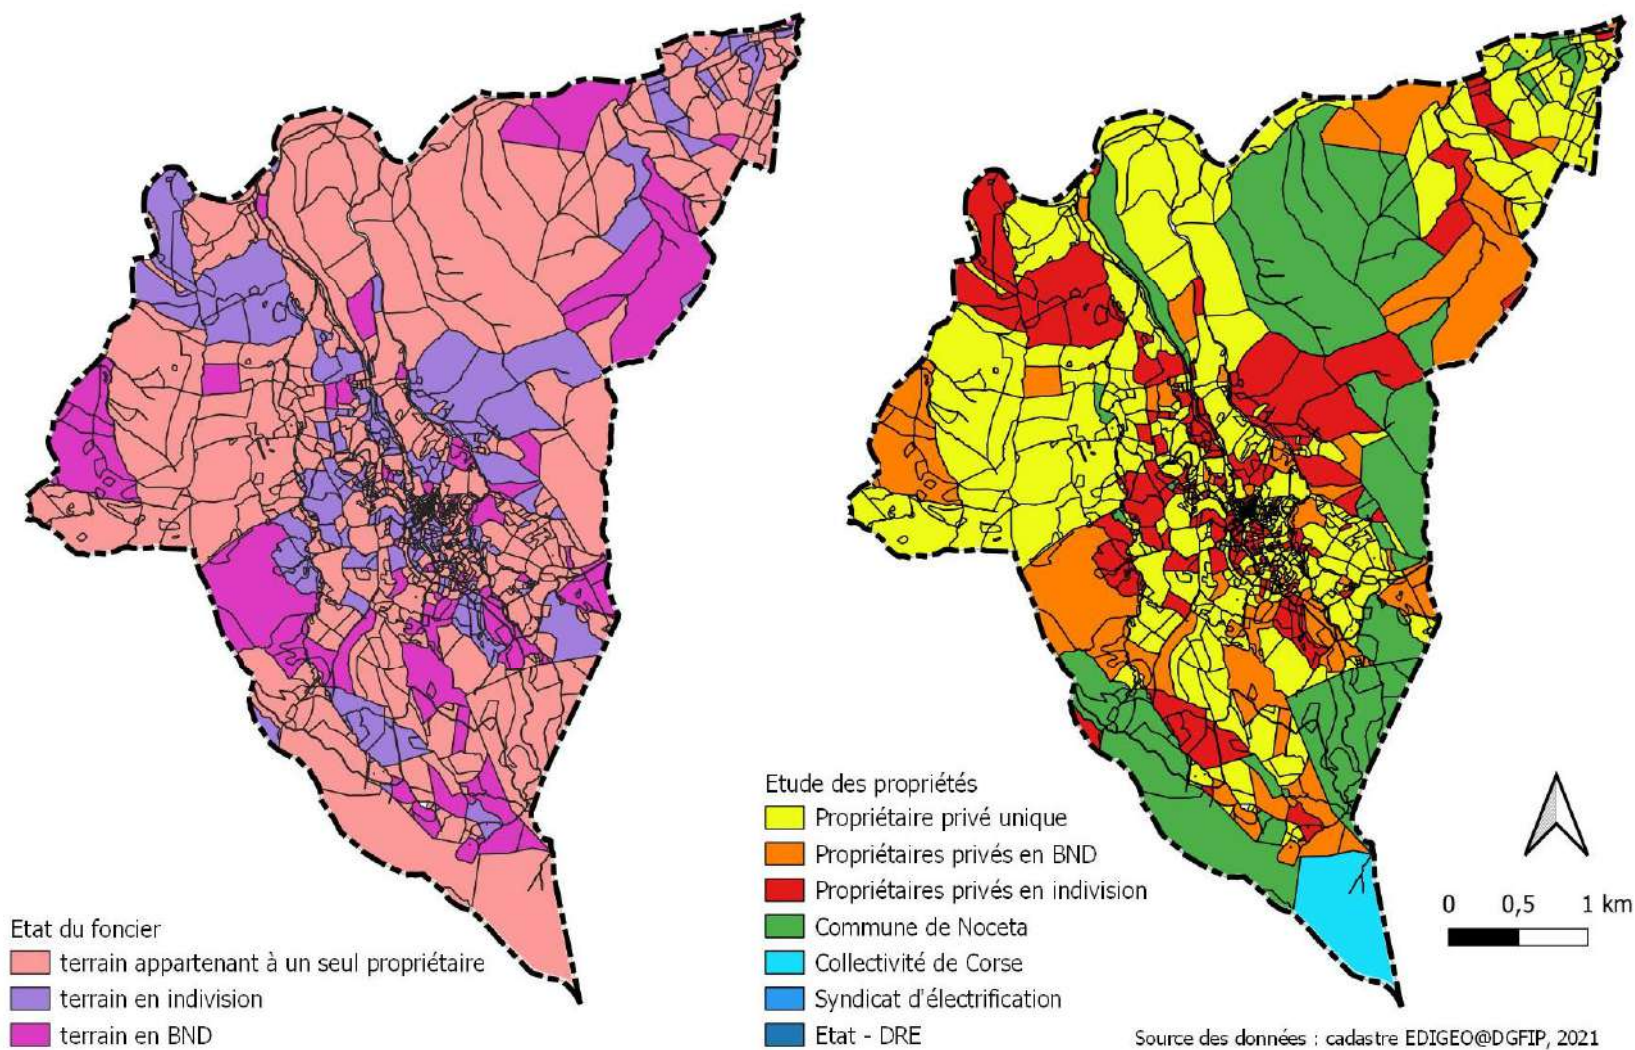 Etat du foncier
terrain appartenant à un seul propriétaire
terrain en indivision
terrain en BND
Etude des propriétés
Propriétaire privé unique
Propriétaires privés en BND
Propriétaires privés en indivision
Commune de Noceta
Collectivité de Corse
Syndicat d'électrification
Etat - DRE
0 0,5 1 km
Source des données : cadastre EDIGEO@DGFIP, 2021